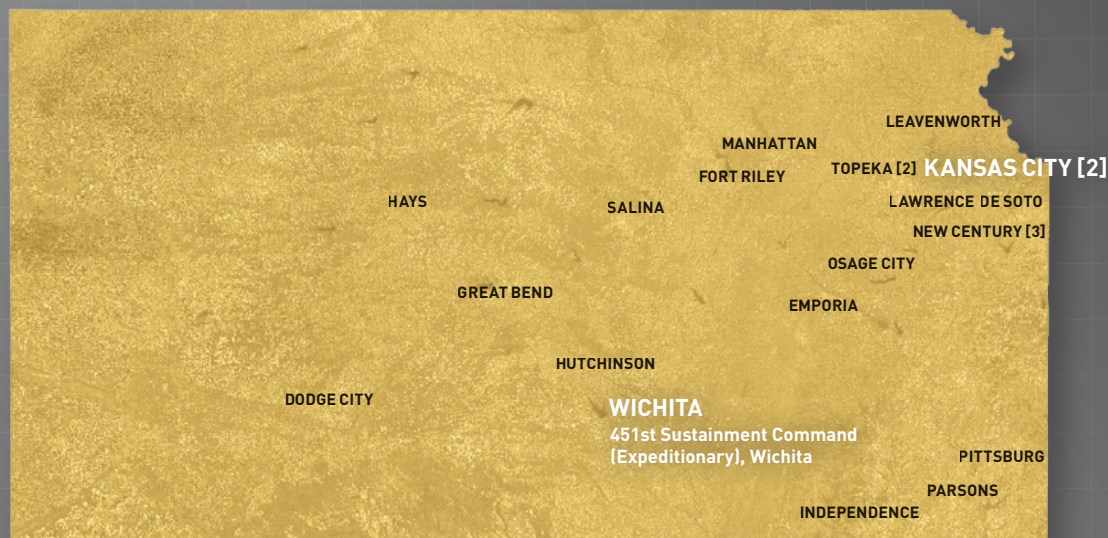 LEAVENWORTH
MANHATTAN
TOPEKA [2] KANSAS CITY [2]
FORT RILEY
HAYS
SALINA
LAWRENCE DE SOTO
NEW CENTURY [3]
OSAGE CITY
GREAT BEND
EMPORIA
HUTCHINSON
DODGE CITY
WICHITA
451st Sustainment Command
(Expeditionary), Wichita
PITTSBURG
PARSONS
INDEPENDENCE